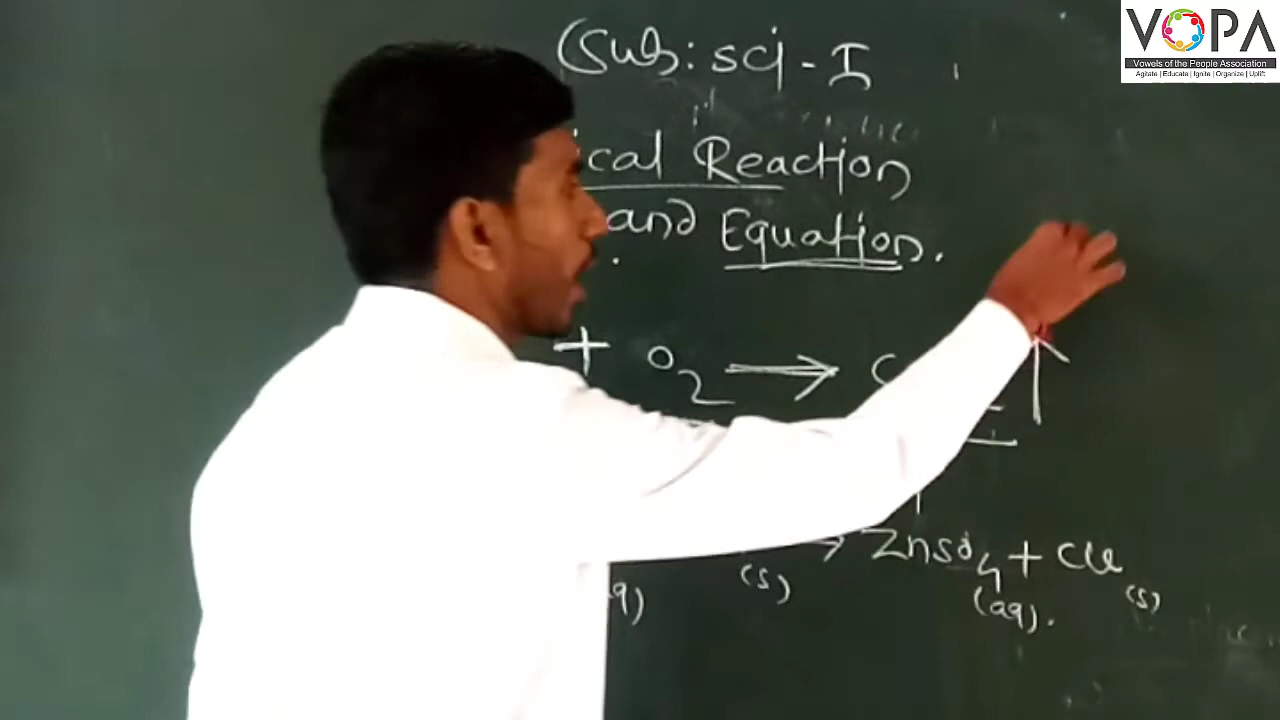 VOPA
Vowels of the People Association
Agitate | Educate | Ignite | Organize | Uplift
(Sub: sci - I
ical Reaction
and Equation.
+ O2 → C ↑
→ ZnSO4 + Cu
q) (s) (aq). (s)